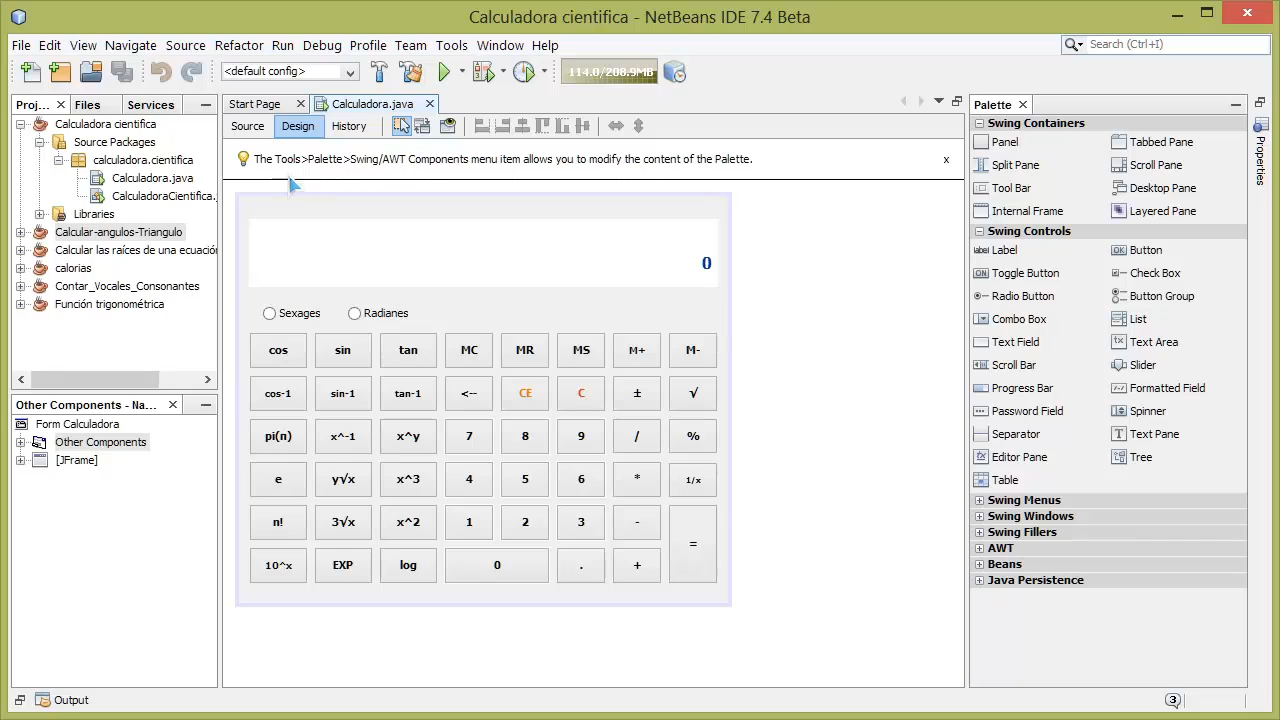 Calculadora cientifica - NetBeans IDE 7.4 Beta
File Edit View Navigate Source Refactor Run Debug Profile Team Tools Window Help
Search (Ctrl+I)
<default config>
114.0/208.9MB
Proj... Files Services
Start Page
Calculadora.java
Palette
Properties
Source Design History
The Tools>Palette>Swing/AWT Components menu item allows you to modify the content of the Palette.
x
Calculadora cientifica
Source Packages
calculadora.cientifica
Calculadora.java
CalculadoraCientifica.
Libraries
Calcular-angulos-Triangulo
Calcular las raíces de una ecuació
calorias
Contar_Vocales_Consonantes
Función trigonométrica
Other Components - Na...
Form Calculadora
Other Components
[JFrame]
0
Sexages Radianes
cos sin tan MC MR MS M+ M-
cos-1 sin-1 tan-1 <-- CE C ± √
pi(π) x^-1 x^y 7 8 9 / %
y√x x^3 4 5 6 * 1/x
n! 3√x x^2 1 2 3 - =
10^x EXP log 0 . +
Swing Containers
Panel Tabbed Pane
Split Pane Scroll Pane
Tool Bar Desktop Pane
Internal Frame Layered Pane
Swing Controls
label Label OK Button
ON Toggle Button Check Box
Radio Button Button Group
Combo Box List
Text Field Text Area
Scroll Bar Slider
Progress Bar Formatted Field
Password Field Spinner
Separator T Text Pane
Editor Pane Tree
Table
Swing Menus
Swing Windows
Swing Fillers
AWT
Beans
Java Persistence
Output
3